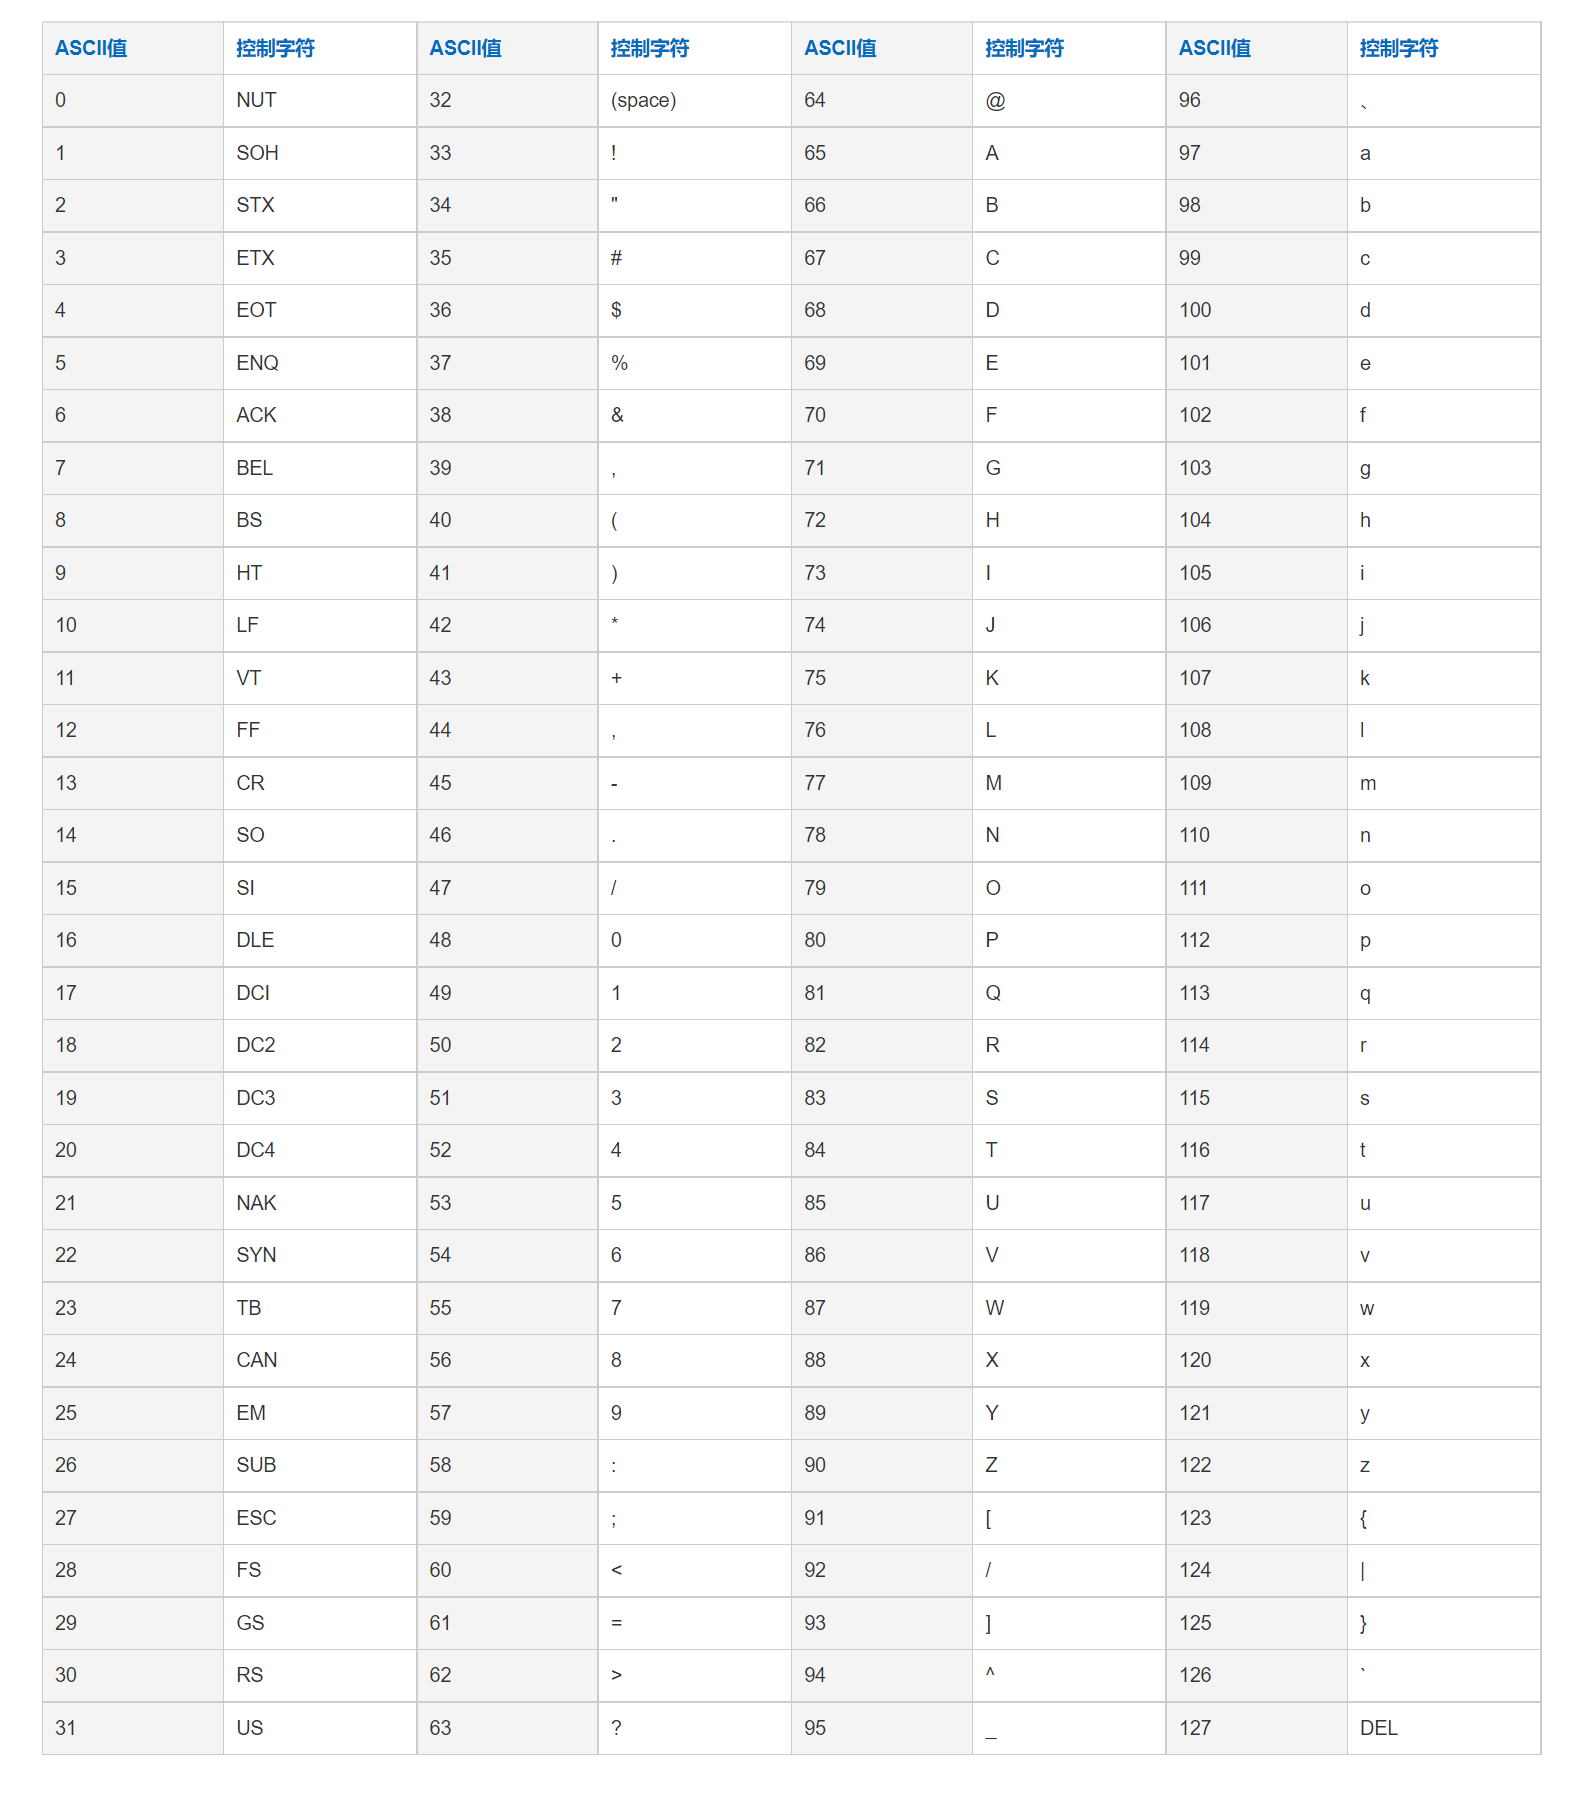 ASCII值 控制字符 ASCII值 控制字符 ASCII值 控制字符 ASCII值 控制字符
0 NUT 32 (space) 64 @ 96 、
1 SOH 33 ! 65 A 97 a
2 STX 34 " 66 B 98 b
3 ETX 35 # 67 C 99 c
4 EOT 36 $ 68 D 100 d
5 ENQ 37 % 69 E 101 e
6 ACK 38 & 70 F 102 f
7 BEL 39 , 71 G 103 g
8 BS 40 ( 72 H 104 h
9 HT 41 ) 73 I 105 i
10 LF 42 * 74 J 106 j
11 VT 43 + 75 K 107 k
12 FF 44 , 76 L 108 l
13 CR 45 - 77 M 109 m
14 SO 46 . 78 N 110 n
15 SI 47 / 79 O 111 o
16 DLE 48 0 80 P 112 p
17 DCI 49 1 81 Q 113 q
18 DC2 50 2 82 R 114 r
19 DC3 51 3 83 S 115 s
20 DC4 52 4 84 T 116 t
21 NAK 53 5 85 U 117 u
22 SYN 54 6 86 V 118 v
23 TB 55 7 87 W 119 w
24 CAN 56 8 88 X 120 x
25 EM 57 9 89 Y 121 y
26 SUB 58 : 90 Z 122 z
27 ESC 59 ; 91 [ 123 {
28 FS 60 < 92 / 124 |
29 GS 61 = 93 ] 125 }
30 RS 62 > 94 ^ 126 `
31 US 63 ? 95 _ 127 DEL